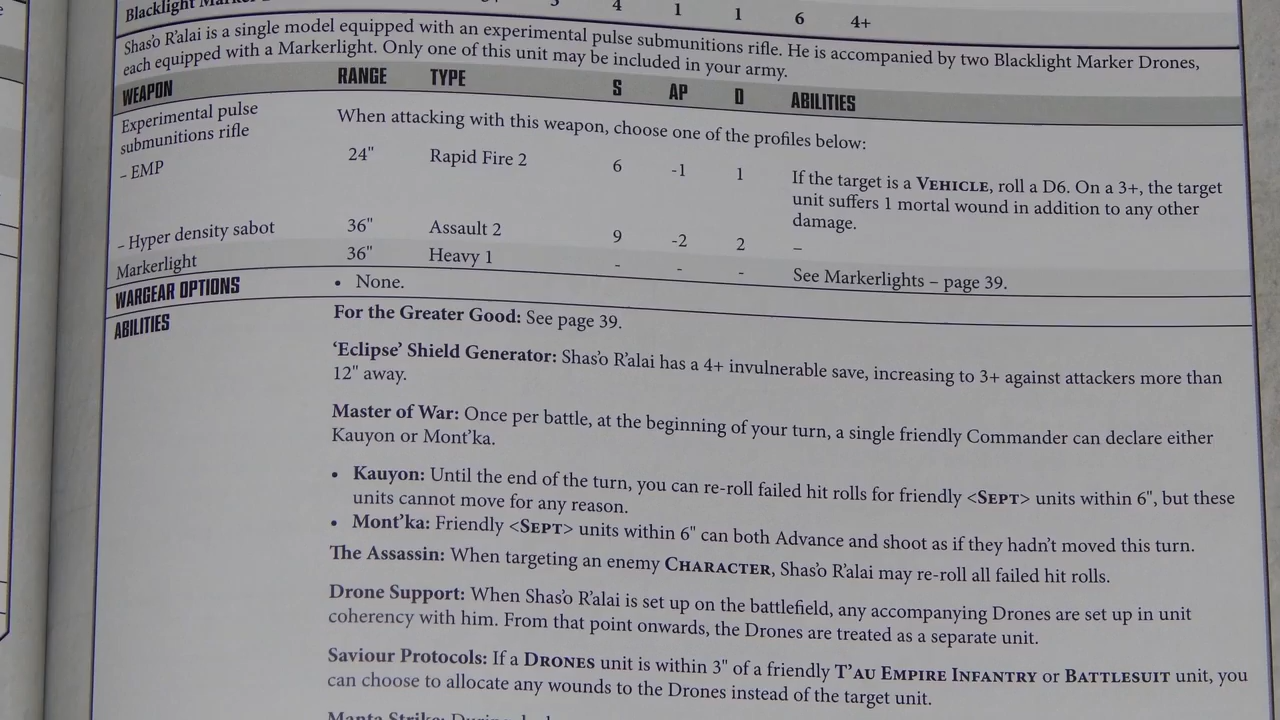 Blacklight 4 1 1 6 4+
Shas'o R'alai is a single model equipped with an experimental pulse submunitions rifle. He is accompanied by two Blacklight Marker Drones,
each equipped with a Markerlight. Only one of this unit may be included in your army.
WEAPON RANGE TYPE S AP D ABILITIES
Experimental pulse
submunitions rifle
When attacking with this weapon, choose one of the profiles below:
– EMP 24" Rapid Fire 2 6 -1 1 If the target is a VEHICLE, roll a D6. On a 3+, the target
unit suffers 1 mortal wound in addition to any other
damage.
– Hyper density sabot 36" Assault 2 9 -2 2 –
Markerlight 36" Heavy 1 - - - See Markerlights – page 39.
WARGEAR OPTIONS • None.
ABILITIES
For the Greater Good: See page 39.
'Eclipse' Shield Generator: Shas'o R'alai has a 4+ invulnerable save, increasing to 3+ against attackers more than
12" away.
Master of War: Once per battle, at the beginning of your turn, a single friendly Commander can declare either
Kauyon or Mont'ka.
• Kauyon: Until the end of the turn, you can re-roll failed hit rolls for friendly <SEPT> units within 6", but these
units cannot move for any reason.
• Mont'ka: Friendly <SEPT> units within 6" can both Advance and shoot as if they hadn't moved this turn.
The Assassin: When targeting an enemy CHARACTER, Shas'o R'alai may re-roll all failed hit rolls.
Drone Support: When Shas'o R'alai is set up on the battlefield, any accompanying Drones are set up in unit
coherency with him. From that point onwards, the Drones are treated as a separate unit.
Saviour Protocols: If a DRONES unit is within 3" of a friendly T'AU EMPIRE INFANTRY or BATTLESUIT unit, you
can choose to allocate any wounds to the Drones instead of the target unit.
Manta Strike: